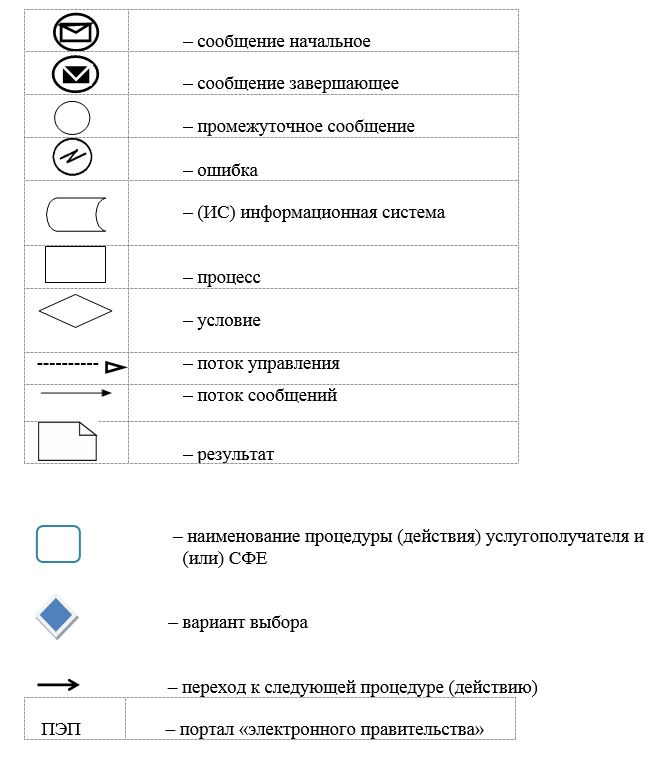 – сообщение начальное
– сообщение завершающее
– промежуточное сообщение
– ошибка
– (ИС) информационная система
– процесс
– условие
– поток управления
– поток сообщений
– результат
– наименование процедуры (действия) услугополучателя и
(или) СФЕ
– вариант выбора
– переход к следующей процедуре (действию)
ПЭП – портал «электронного правительства»